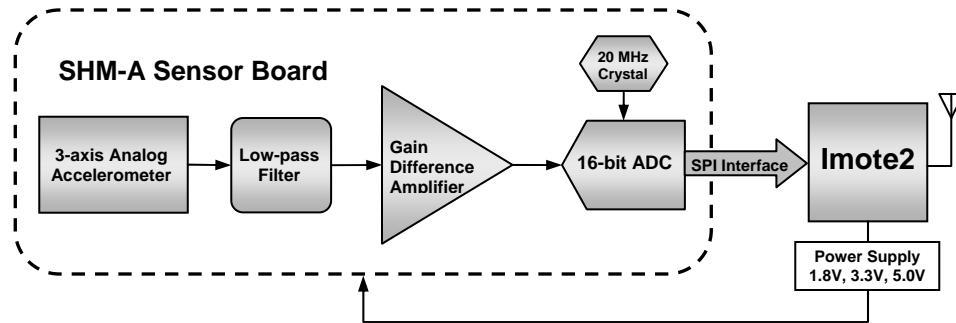 SHM-A Sensor Board
20 MHz
Crystal
3-axis Analog
Accelerometer
Low-pass
Filter
Gain
Difference
Amplifier
16-bit ADC
SPI Interface
Imote2
Power Supply
1.8V, 3.3V, 5.0V